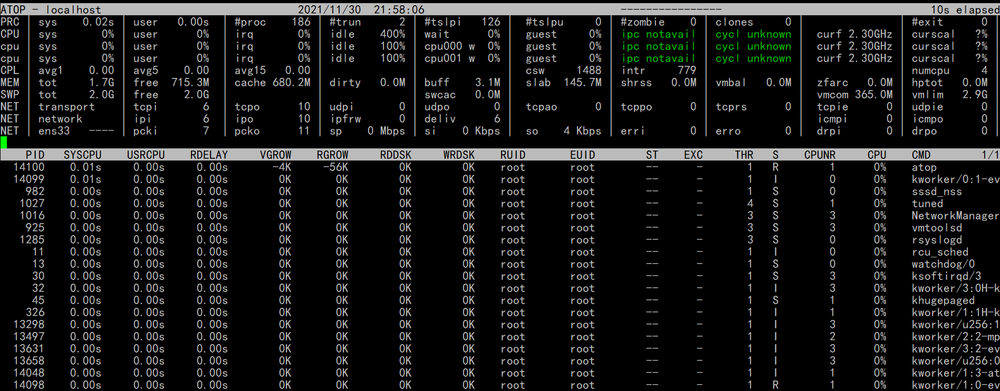 ATOP - localhost 2021/11/30 21:58:06 ---------------- 10s elapsed
PRC | sys 0.02s | user 0.00s | #proc 186 | #trun 2 | #tslpi 126 | #tslpu 0 | #zombie 0 | clones 0 | | #exit 0 |
CPU | sys 0% | user 0% | irq 0% | idle 400% | wait 0% | guest 0% | ipc notavail | cycl unknown | curf 2.30GHz | curscal ?% |
cpu | sys 0% | user 0% | irq 0% | idle 100% | cpu000 w 0% | guest 0% | ipc notavail | cycl unknown | curf 2.30GHz | curscal ?% |
cpu | sys 0% | user 0% | irq 0% | idle 100% | cpu001 w 0% | guest 0% | ipc notavail | cycl unknown | curf 2.30GHz | curscal ?% |
CPL | avg1 0.00 | avg5 0.00 | avg15 0.00 | | | csw 1488 | intr 779 | | | numcpu 4 |
MEM | tot 1.7G | free 715.3M | cache 680.2M | dirty 0.0M | buff 3.1M | slab 145.7M | shrss 0.0M | vmbal 0.0M | zfarc 0.0M | hptot 0.0M |
SWP | tot 2.0G | free 2.0G | | | swcac 0.0M | | | | vmcom 365.0M | vmlim 2.9G |
NET | transport | tcpi 6 | tcpo 10 | udpi 0 | udpo 0 | tcpao 0 | tcppo 0 | tcprs 0 | tcpie 0 | udpie 0 |
NET | network | ipi 6 | ipo 10 | ipfrw 0 | deliv 6 | | | | icmpi 0 | icmpo 0 |
NET | ens33 ---- | pcki 7 | pcko 11 | sp 0 Mbps | si 0 Kbps | so 4 Kbps | erri 0 | erro 0 | drpi 0 | drpo 0 |
PID SYSCPU USRCPU RDELAY VGROW RGROW RDDSK WRDSK RUID EUID ST EXC THR S CPUNR CPU CMD 1/1
14100 0.01s 0.00s 0.00s -4K -56K 0K 0K root root -- - 1 R 1 0% atop
14099 0.01s 0.00s 0.00s 0K 0K 0K 0K root root -- - 1 I 0 0% kworker/0:1-ev
982 0.00s 0.00s 0.00s 0K 0K 0K 0K root root -- - 1 S 0 0% sssd_nss
1027 0.00s 0.00s 0.00s 0K 0K 0K 0K root root -- - 4 S 1 0% tuned
1016 0.00s 0.00s 0.00s 0K 0K 0K 0K root root -- - 3 S 3 0% NetworkManager
925 0.00s 0.00s 0.00s 0K 0K 0K 0K root root -- - 3 S 3 0% vmtoolsd
1285 0.00s 0.00s 0.00s 0K 0K 0K 0K root root -- - 3 S 0 0% rsyslogd
11 0.00s 0.00s 0.00s 0K 0K 0K 0K root root -- - 1 I 0 0% rcu_sched
13 0.00s 0.00s 0.00s 0K 0K 0K 0K root root -- - 1 S 0 0% watchdog/0
30 0.00s 0.00s 0.00s 0K 0K 0K 0K root root -- - 1 S 3 0% ksoftirqd/3
32 0.00s 0.00s 0.00s 0K 0K 0K 0K root root -- - 1 I 3 0% kworker/3:0H-k
45 0.00s 0.00s 0.00s 0K 0K 0K 0K root root -- - 1 S 1 0% khugepaged
326 0.00s 0.00s 0.00s 0K 0K 0K 0K root root -- - 1 I 1 0% kworker/1:1H-k
13298 0.00s 0.00s 0.00s 0K 0K 0K 0K root root -- - 1 I 3 0% kworker/u256:1
13497 0.00s 0.00s 0.00s 0K 0K 0K 0K root root -- - 1 I 2 0% kworker/2:2-mp
13631 0.00s 0.00s 0.00s 0K 0K 0K 0K root root -- - 1 I 3 0% kworker/3:2-ev
13658 0.00s 0.00s 0.00s 0K 0K 0K 0K root root -- - 1 I 3 0% kworker/u256:0
14048 0.00s 0.00s 0.00s 0K 0K 0K 0K root root -- - 1 I 1 0% kworker/1:3-at
14098 0.00s 0.00s 0.00s 0K 0K 0K 0K root root -- - 1 R 1 0% kworker/1:0-ev